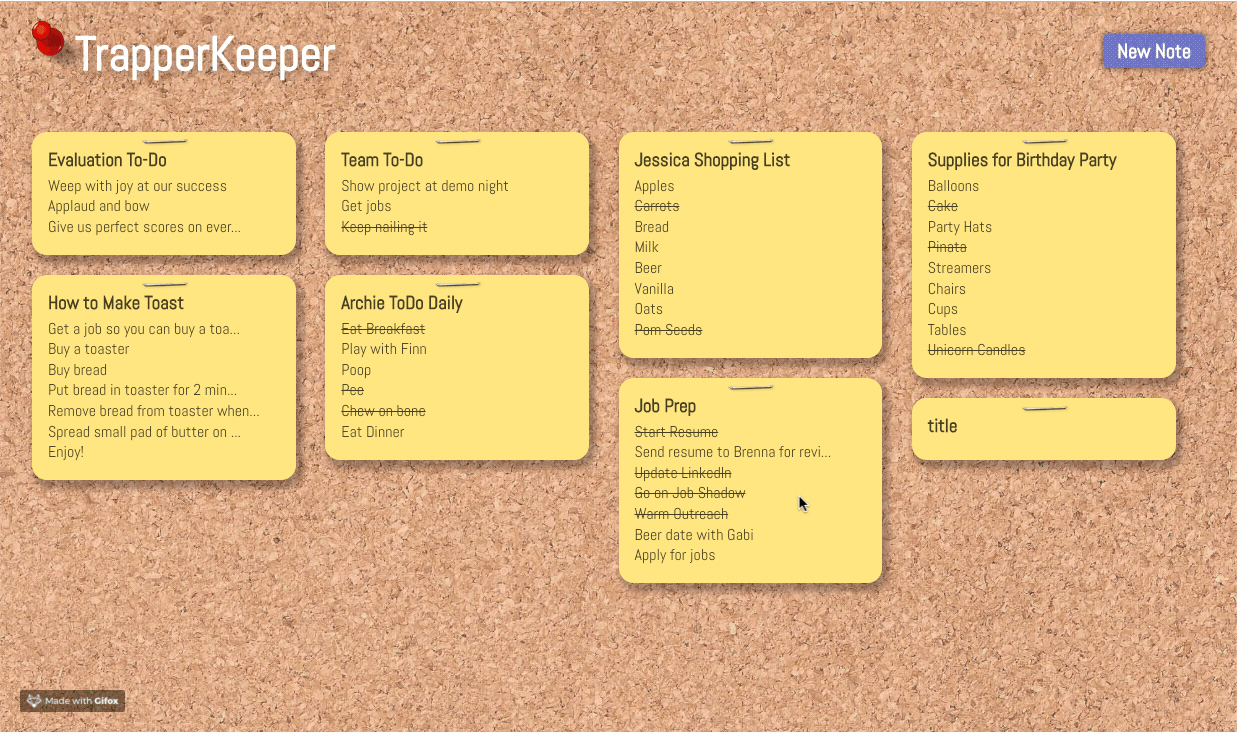 TrapperKeeper
New Note
Evaluation To-Do
Weep with joy at our success
Applaud and bow
Give us perfect scores on ever...
How to Make Toast
Get a job so you can buy a toa...
Buy a toaster
Buy bread
Put bread in toaster for 2 min...
Remove bread from toaster when...
Spread small pad of butter on ...
Enjoy!
Team To-Do
Show project at demo night
Get jobs
Keep nailing it
Archie ToDo Daily
Eat Breakfast
Play with Finn
Poop
Pee
Chew on bone
Eat Dinner
Jessica Shopping List
Apples
Carrots
Bread
Milk
Beer
Vanilla
Oats
Pom Seeds
Job Prep
Start Resume
Send resume to Brenna for revi...
Update LinkedIn
Go on Job Shadow
Warm Outreach
Beer date with Gabi
Apply for jobs
Supplies for Birthday Party
Balloons
Cake
Party Hats
Pinata
Streamers
Chairs
Cups
Tables
Unicorn Candles
title
Made with Gifox